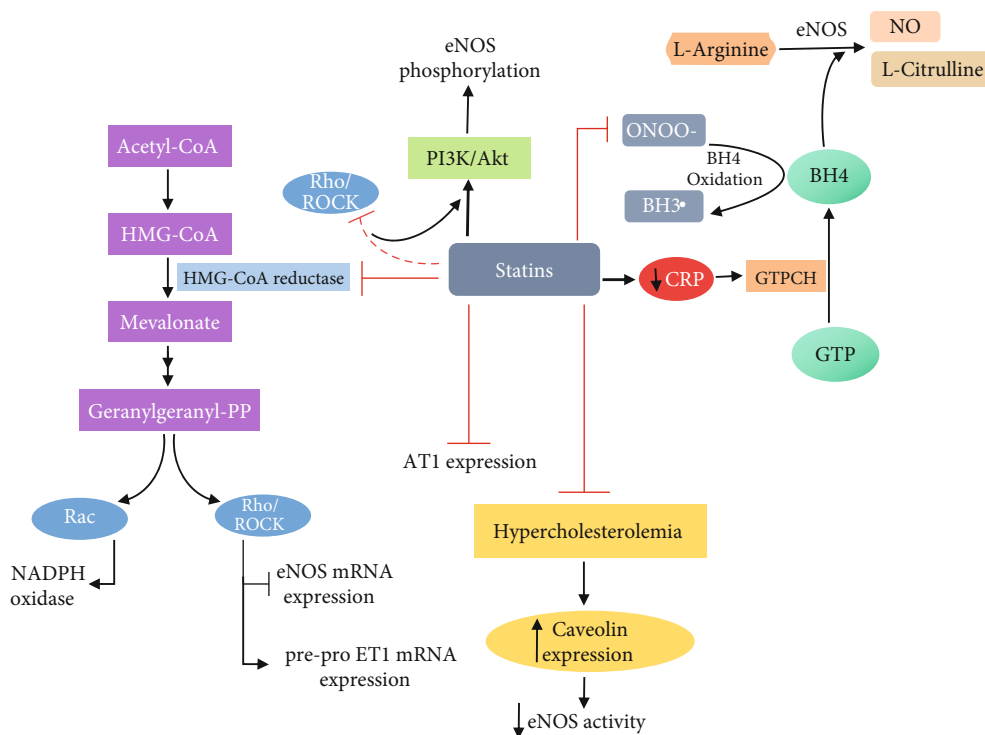 eNOS
phosphorylation
eNOS
NO
L-Arginine
L-Citrulline
Acetyl-CoA
PI3K/Akt
ONOO-
BH4
Oxidation
BH4
Rho/
ROCK
BH3•
HMG-CoA
HMG-CoA reductase
Statins
CRP
GTPCH
Mevalonate
GTP
Geranylgeranyl-PP
AT1 expression
Rac
Rho/
ROCK
Hypercholesterolemia
NADPH
oxidase
eNOS mRNA
expression
Caveolin
expression
pre-pro ET1 mRNA
expression
eNOS activity